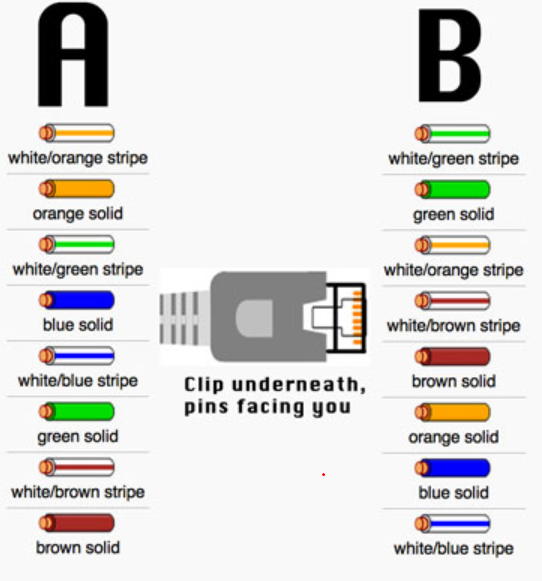 A
white/orange stripe
orange solid
white/green stripe
blue solid
white/blue stripe
green solid
white/brown stripe
brown solid
Clip underneath,
pins facing you
B
white/green stripe
green solid
white/orange stripe
white/brown stripe
brown solid
orange solid
blue solid
white/blue stripe